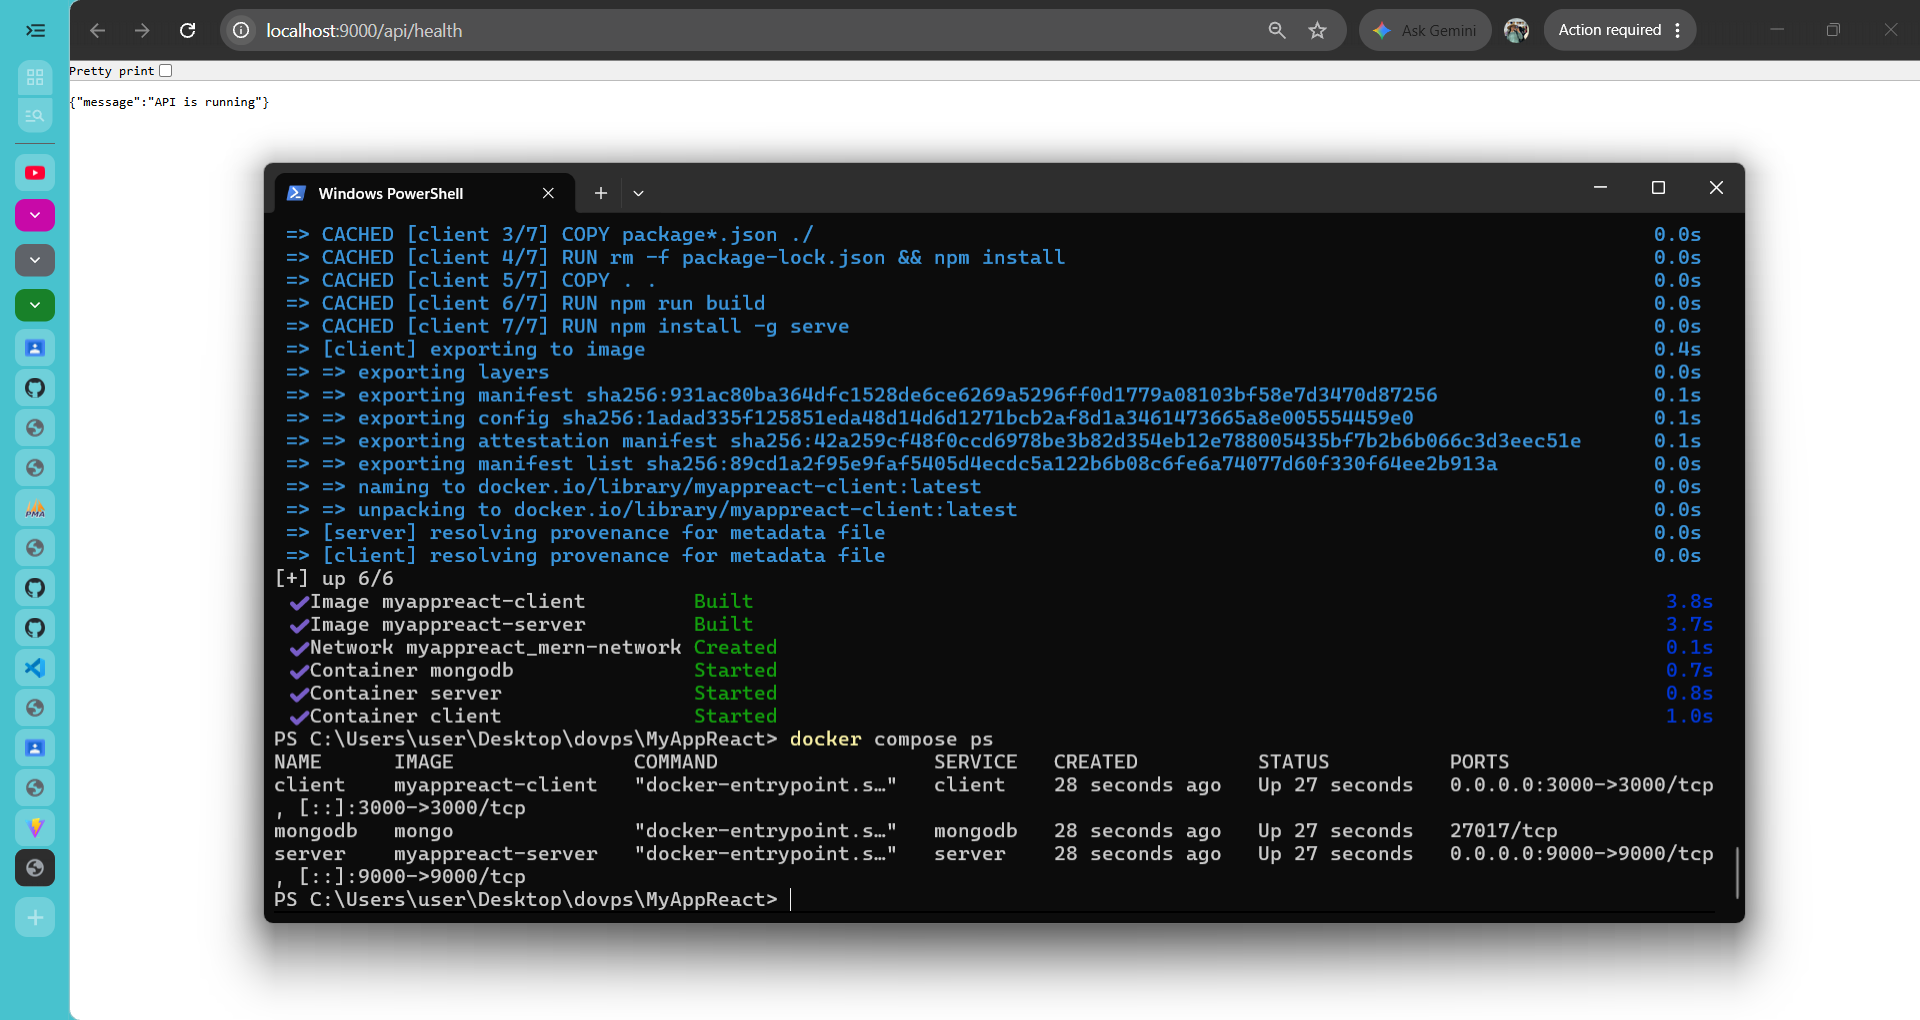 localhost:9000/api/health
Ask Gemini
Action required
Pretty print
{"message":"API is running"}
Windows PowerShell
=> CACHED [client 3/7] COPY package*.json ./ 0.0s
=> CACHED [client 4/7] RUN rm -f package-lock.json && npm install 0.0s
=> CACHED [client 5/7] COPY . . 0.0s
=> CACHED [client 6/7] RUN npm run build 0.0s
=> CACHED [client 7/7] RUN npm install -g serve 0.0s
=> [client] exporting to image 0.4s
=> => exporting layers 0.0s
=> => exporting manifest sha256:931ac80ba364dfc1528de6ce6269a5296ff0d1779a08103bf58e7d3470d87256 0.1s
=> => exporting config sha256:1adad335f125851eda48d14d6d1271bcb2af8d1a3461473665a8e005554459e0 0.1s
=> => exporting attestation manifest sha256:42a259cf48f0ccd6978be3b82d354eb12e788005435bf7b2b6b066c3d3eec51e 0.1s
=> => exporting manifest list sha256:89cd1a2f95e9faf5405d4ecdc5a122b6b08c6fe6a74077d60f330f64ee2b913a 0.0s
=> => naming to docker.io/library/myappreact-client:latest 0.0s
=> => unpacking to docker.io/library/myappreact-client:latest 0.0s
=> [server] resolving provenance for metadata file 0.0s
=> [client] resolving provenance for metadata file 0.0s
[+] up 6/6
✔Image myappreact-client Built 3.8s
✔Image myappreact-server Built 3.7s
✔Network myappreact_mern-network Created 0.1s
✔Container mongodb Started 0.7s
✔Container server Started 0.8s
✔Container client Started 1.0s
PS C:\Users\user\Desktop\dovps\MyAppReact> docker compose ps
NAME IMAGE COMMAND SERVICE CREATED STATUS PORTS
client myappreact-client "docker-entrypoint.s…" client 28 seconds ago Up 27 seconds 0.0.0.0:3000->3000/tcp
, [::]:3000->3000/tcp
mongodb mongo "docker-entrypoint.s…" mongodb 28 seconds ago Up 27 seconds 27017/tcp
server myappreact-server "docker-entrypoint.s…" server 28 seconds ago Up 27 seconds 0.0.0.0:9000->9000/tcp
, [::]:9000->9000/tcp
PS C:\Users\user\Desktop\dovps\MyAppReact>
PMA